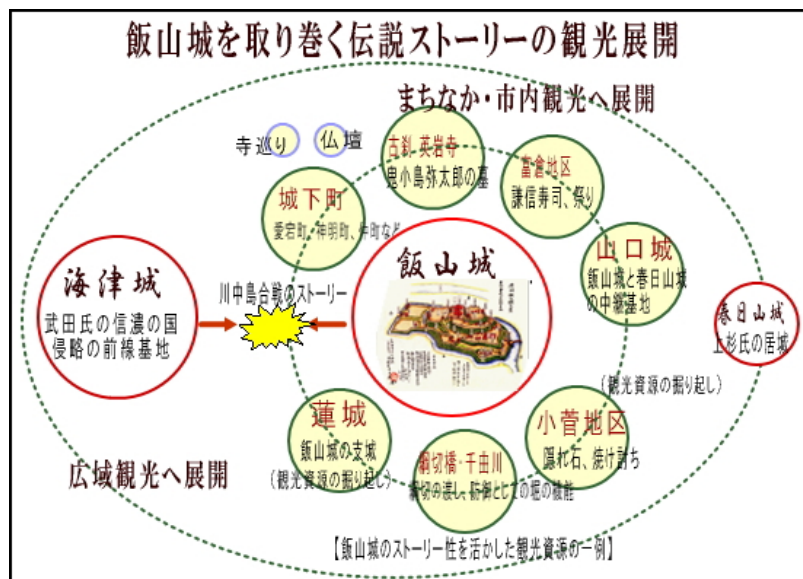 飯山城を取り巻く伝説ストーリーの観光展開
まちなか・市内観光へ展開
寺巡り
仏壇
古刹 英岩寺
鬼小島弥太郎の墓
富倉地区
謙信寿司、祭り
城下町
愛宕町、神明町、仲町など
山口城
飯山城と春日山城
の中継基地
飯山城
海津城
武田氏の信濃の国
侵略の前線基地
川中島合戦のストーリー
春日山城
上杉氏の居城
(観光資源の掘り起し)
蓮城
飯山城の支城
(観光資源の掘り起し)
小菅地区
隠れ石、焼け討ち
綱切橋・千曲川
綱切の渡し、防御としての堀の機能
広域観光へ展開
【飯山城のストーリー性を活かした観光資源の一例】